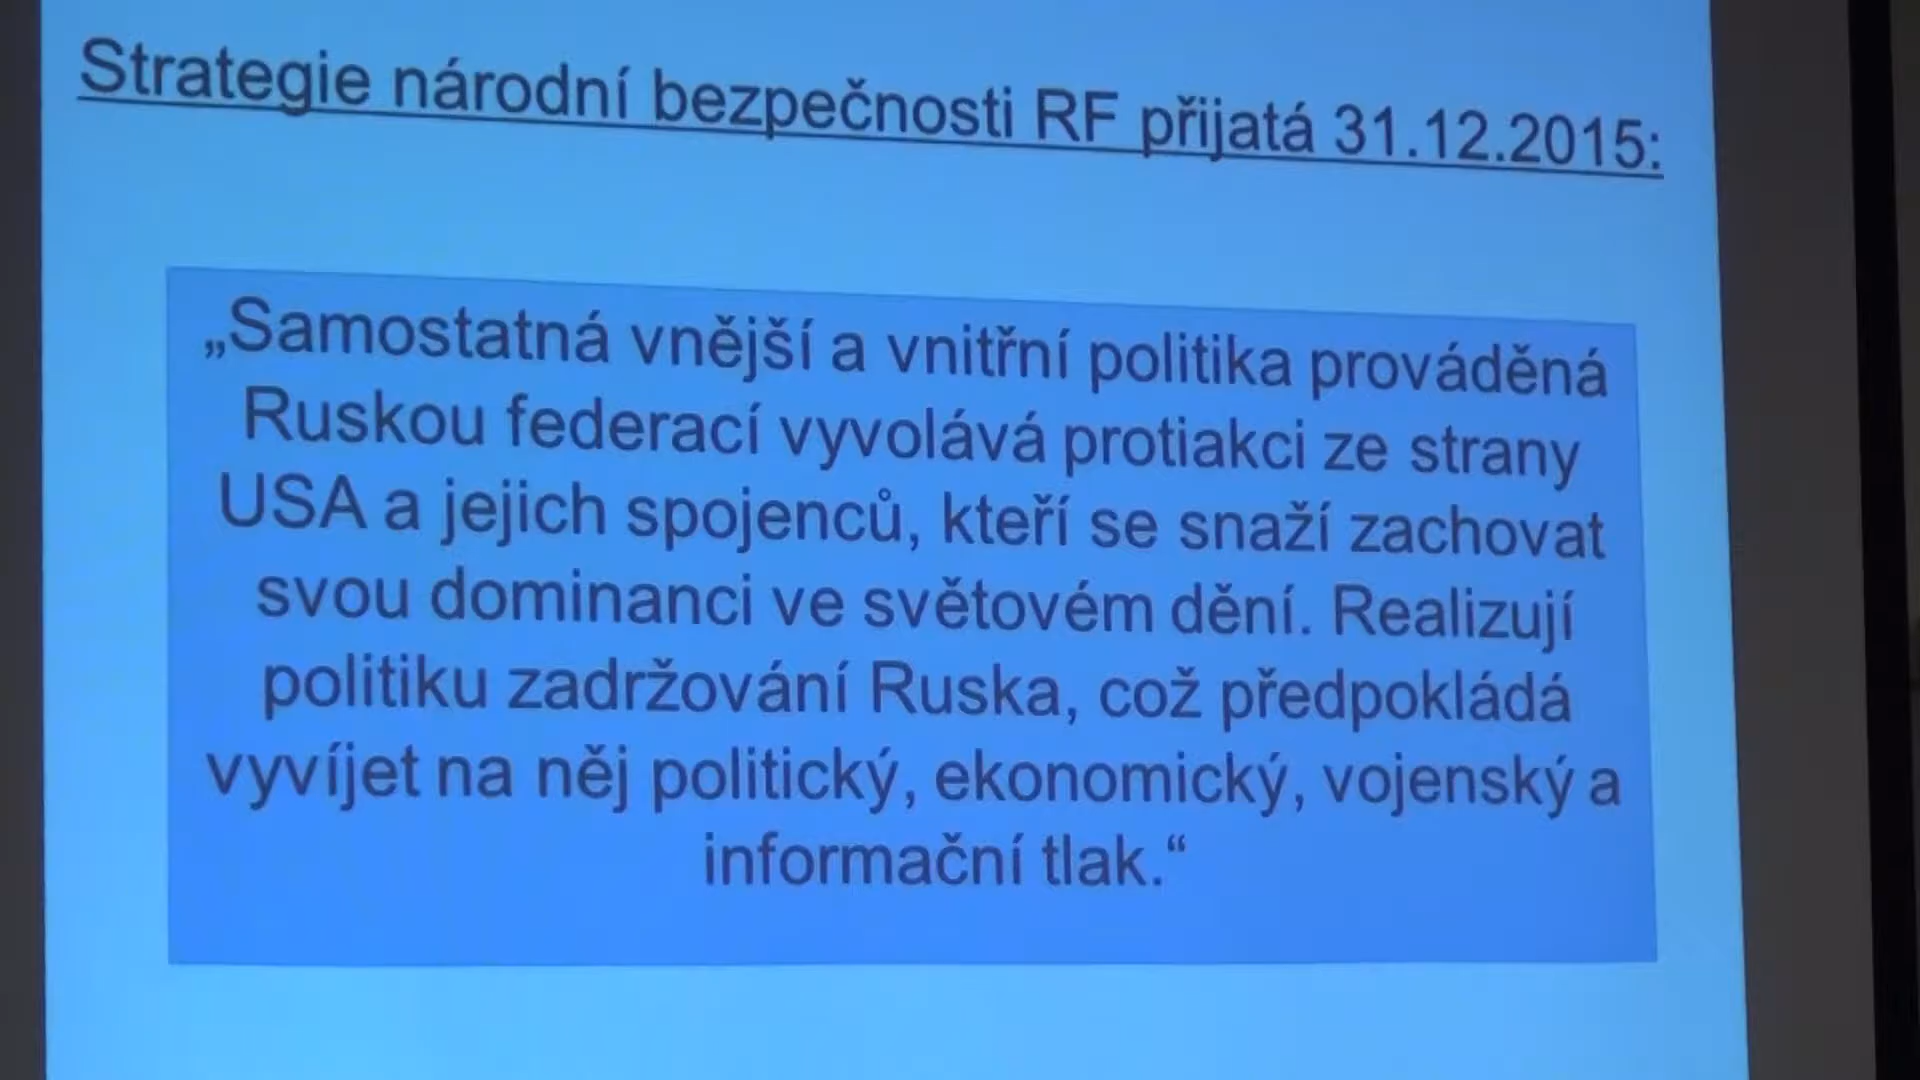 Strategie národní bezpečnosti RF přijatá 31.12.2015:
„Samostatná vnější a vnitřní politika prováděná
Ruskou federací vyvolává protiakci ze strany
USA a jejich spojenců, kteří se snaží zachovat
svou dominanci ve světovém dění. Realizují
politiku zadržování Ruska, což předpokládá
vyvíjet na něj politický, ekonomický, vojenský a
informační tlak.“